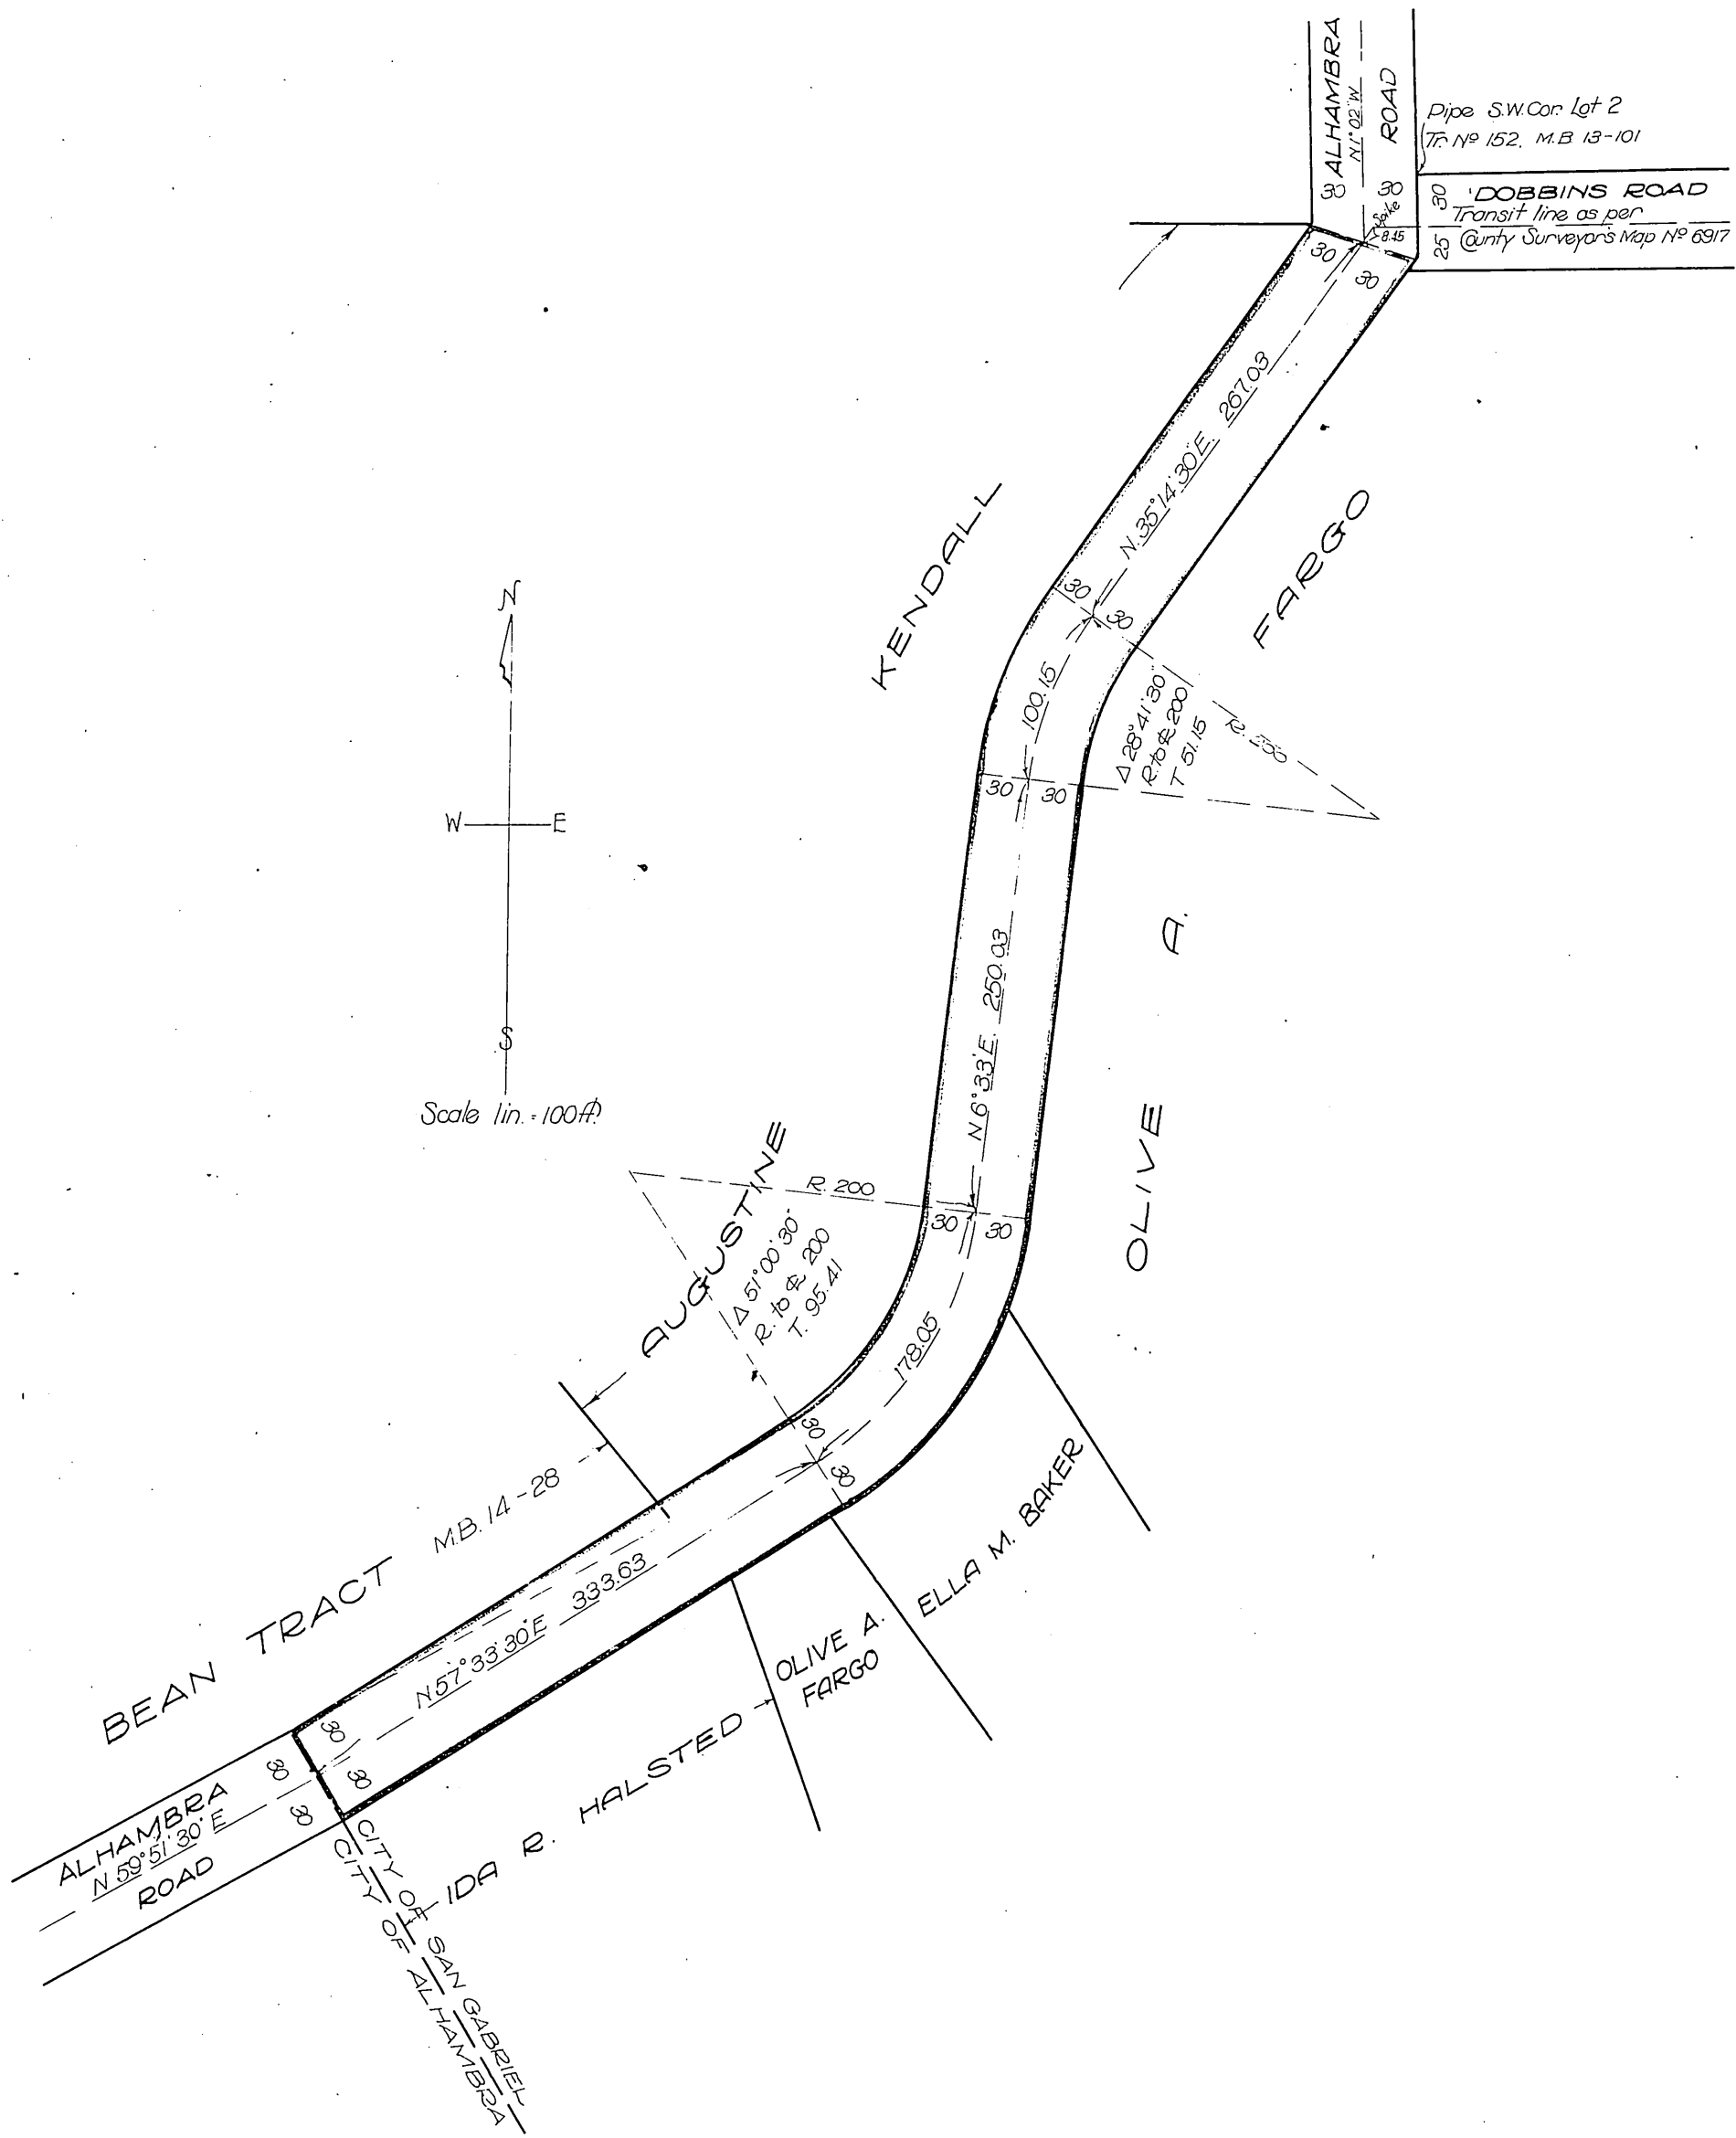 ALHAMBRA
N 1° 02' W
ROAD
Pipe S.W. Cor. Lot 2
Tr. Nº 152, M.B. 13-101
30
30
30
DOBBINS ROAD
Transit line as per
25
County Surveyor's Map Nº 6917
Spike
8.45
30
30
N. 35° 14' 30" E. 267.03
KENDALL
FARGO
30
30
100.15
Δ 28° 41' 30"
R. to ℄ 200
T 51.15
R. 200
30
30
N
W
E
S
Scale 1 in. = 100 ft.
N 6° 33' E. 250.03
A.
OLIVE
AUGUSTINE
R. 200
30
30
Δ 51° 00' 30"
R. to ℄ 200
T. 95.41
178.05
30
30
M.B. 14-28
BEAN TRACT
N 57° 33' 30" E 333.63
ELLA M. BAKER
OLIVE A.
FARGO
IDA R. HALSTED
30
30
30
30
ALHAMBRA
N 59° 51' 30" E
ROAD
CITY OF SAN GABRIEL
CITY OF ALHAMBRA